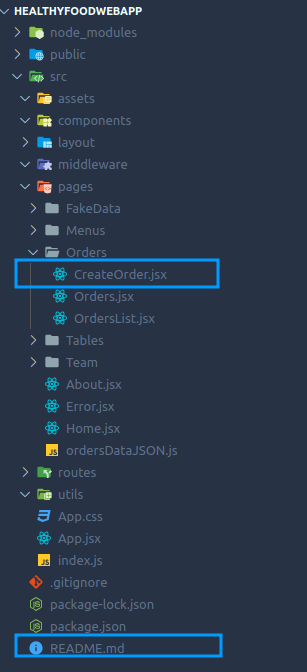 HEALTHYFOODWEBAPP
node_modules
public
src
assets
components
layout
middleware
pages
FakeData
Menus
Orders
CreateOrder.jsx
Orders.jsx
OrdersList.jsx
Tables
Team
About.jsx
Error.jsx
Home.jsx
JS ordersDataJSON.js
routes
utils
App.css
App.jsx
JS index.js
.gitignore
package-lock.json
package.json
README.md